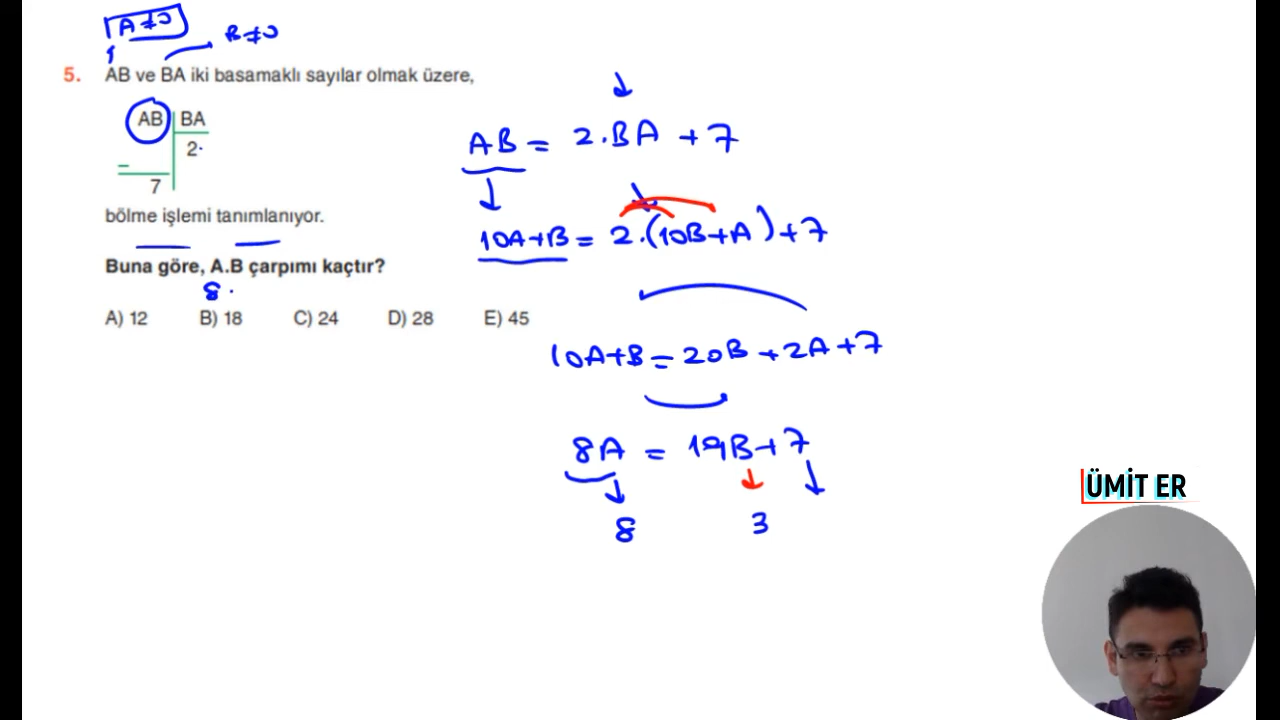 A≠0
B≠0
5. AB ve BA iki basamaklı sayılar olmak üzere,
AB | BA
2.
7
bölme işlemi tanımlanıyor.
Buna göre, A.B çarpımı kaçtır?
8.
A) 12 B) 18 C) 24 D) 28 E) 45
AB = 2.BA + 7
10A+B = 2.(10B+A)+7
10A+B = 20B+2A+7
8A = 19B+7
8 3
ÜMİT ER